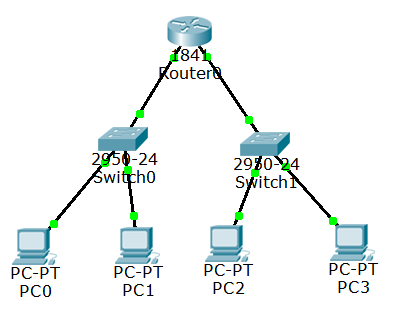 1841
Router0
2950-24
Switch0
2950-24
Switch1
PC-PT
PC0
PC-PT
PC1
PC-PT
PC2
PC-PT
PC3